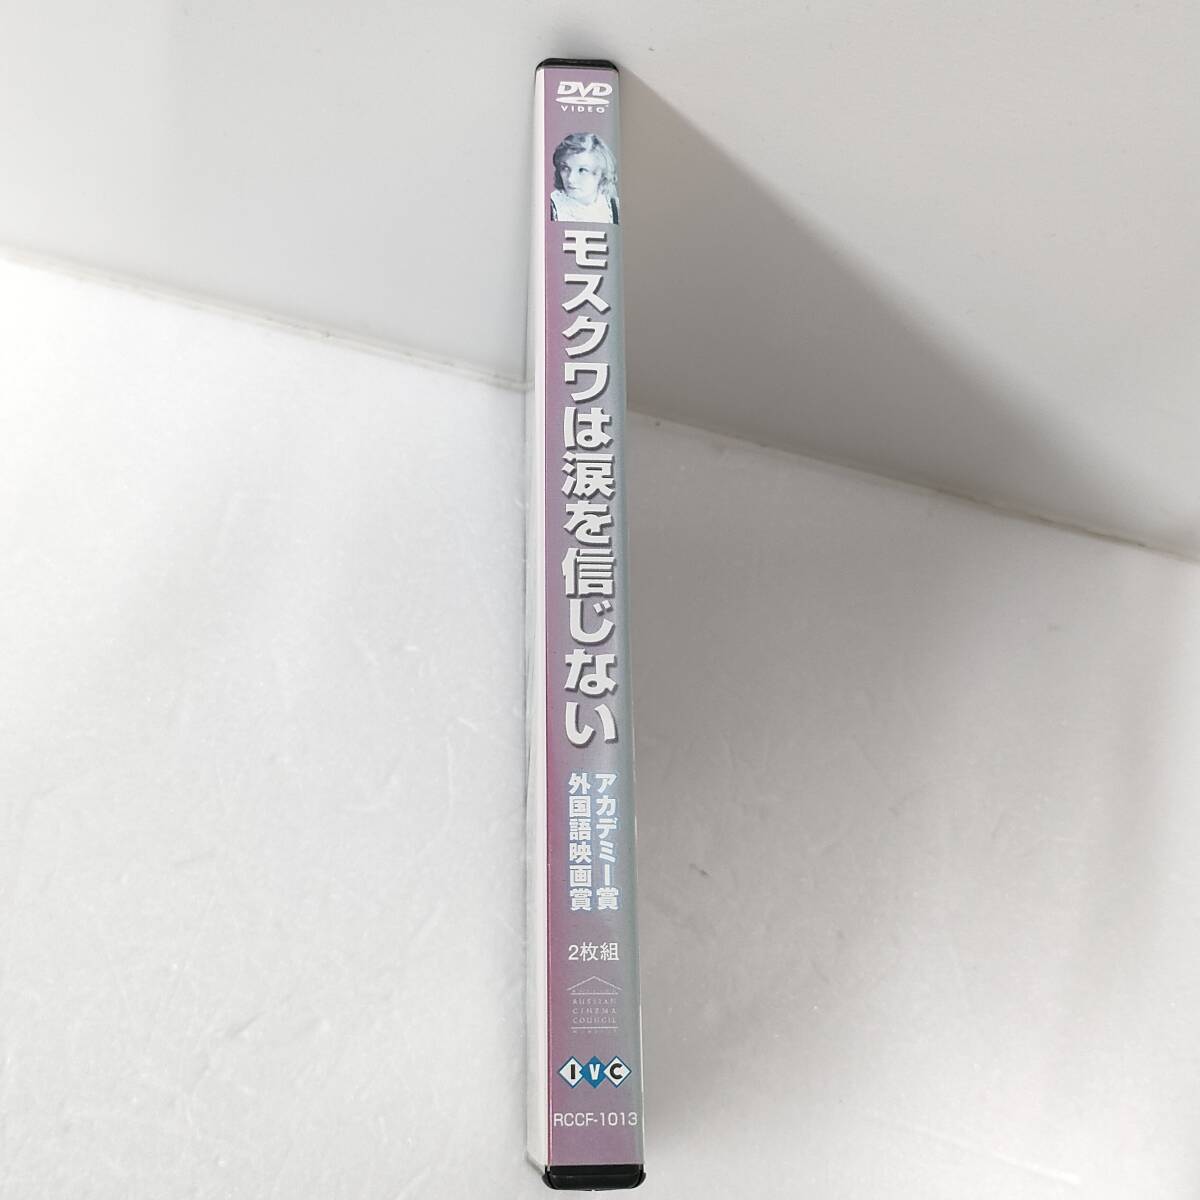 DVD
VIDEO
モスクワは涙を信じない
アカデミー賞
外国語映画賞
2枚組
RUSSIAN
CINEMA
COUNCIL
IVC
RCCF-1013